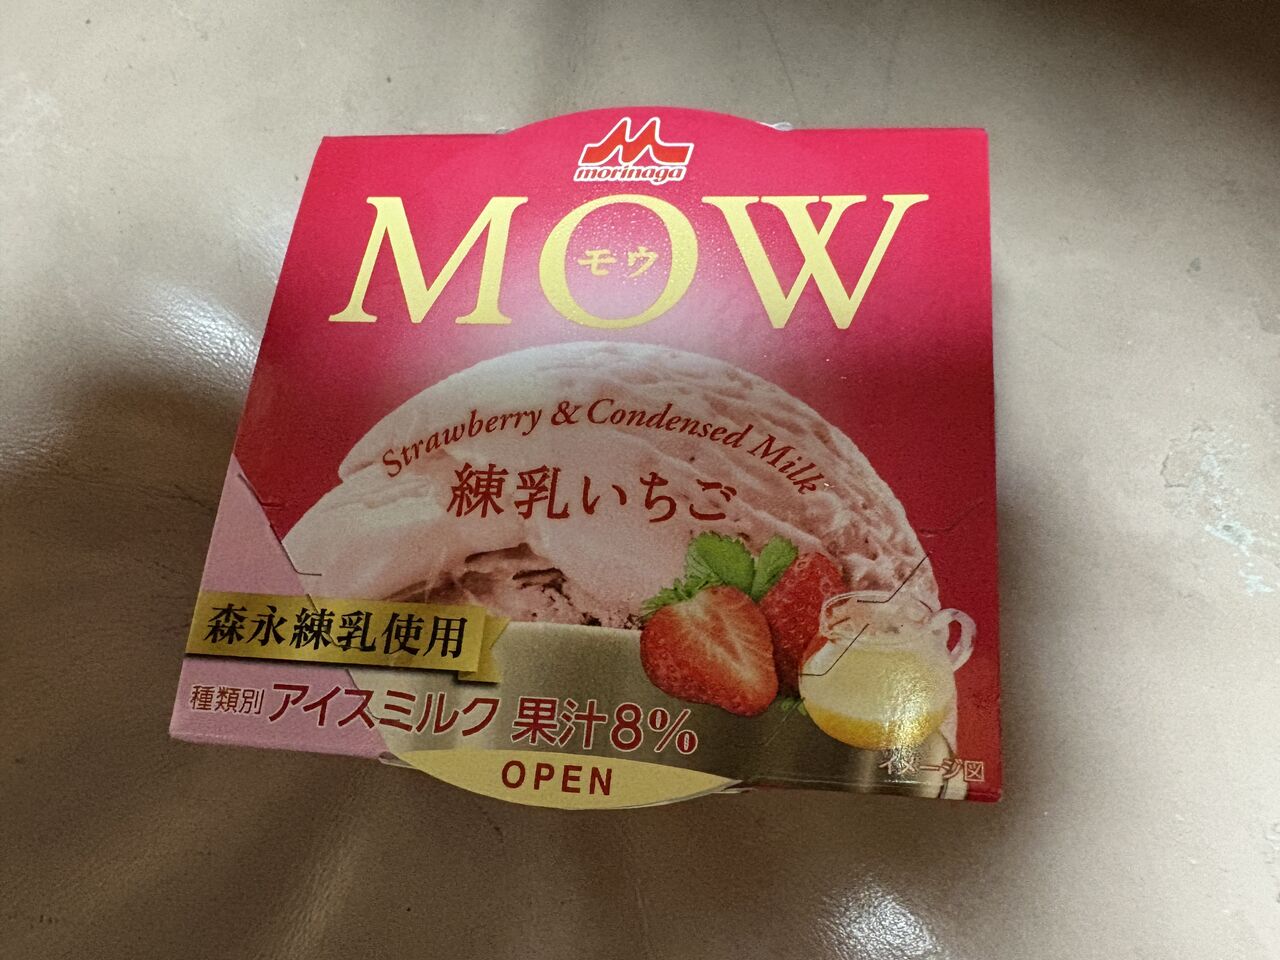 morinaga
MOW
モウ
Strawberry & Condensed Milk
練乳いちご
森永練乳使用
種類別 アイスミルク 果汁8%
イメージ図
OPEN